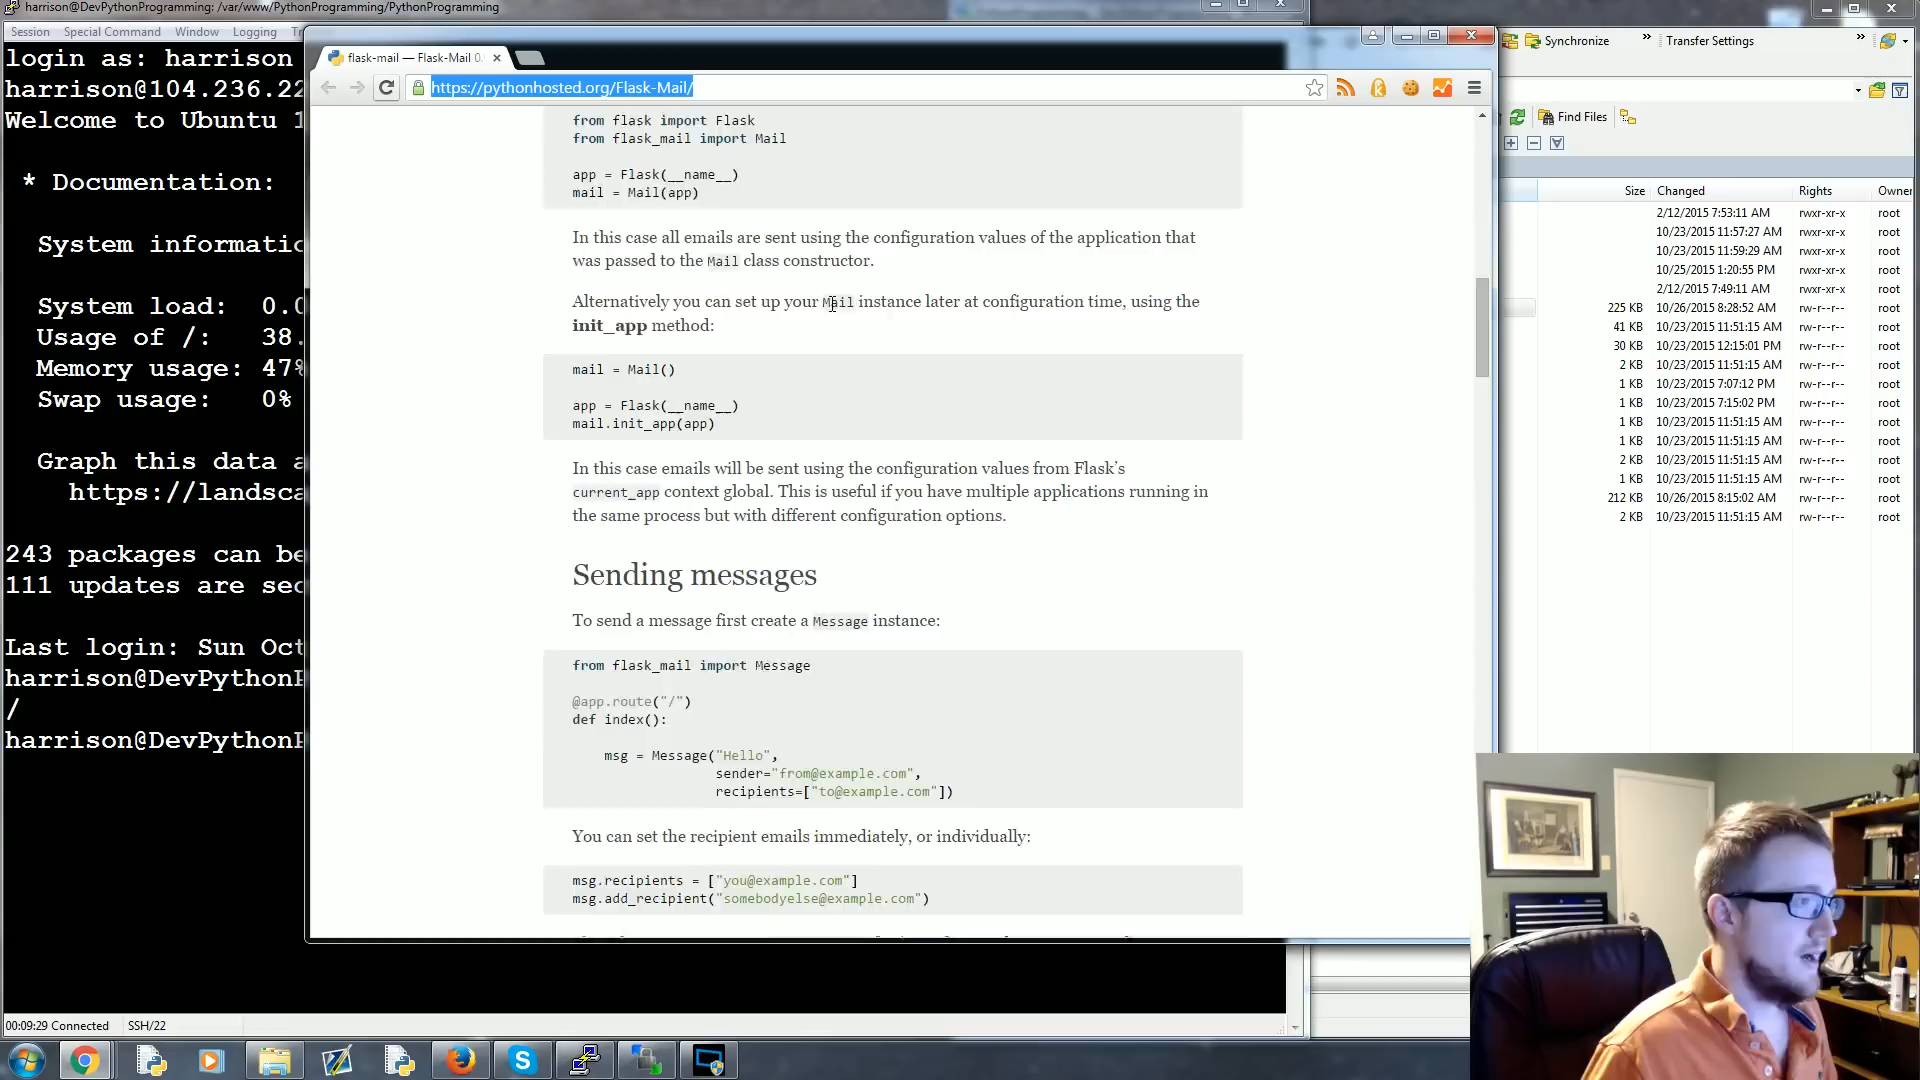 harrison@DevPythonProgramming: /var/www/PythonProgramming/PythonProgramming
Session Special Command Window Logging
login as: harrison
harrison@104.236.22
Welcome to Ubuntu 1
* Documentation:
System informatio
System load: 0.0
Usage of /: 38.
Memory usage: 47%
Swap usage: 0%
Graph this data a
https://landsca
243 packages can be
111 updates are sec
Last login: Sun Oct
harrison@DevPythonP
/
harrison@DevPythonP
00:09:29 Connected SSH/22
flask-mail — Flask-Mail 0.
https://pythonhosted.org/Flask-Mail/
from flask import Flask
from flask_mail import Mail
app = Flask(__name__)
mail = Mail(app)
In this case all emails are sent using the configuration values of the application that
was passed to the Mail class constructor.
Alternatively you can set up your Mail instance later at configuration time, using the
init_app method:
mail = Mail()
app = Flask(__name__)
mail.init_app(app)
In this case emails will be sent using the configuration values from Flask’s
current_app context global. This is useful if you have multiple applications running in
the same process but with different configuration options.
Sending messages
To send a message first create a Message instance:
from flask_mail import Message
@app.route("/")
def index():
msg = Message("Hello",
sender="from@example.com",
recipients=["to@example.com"])
You can set the recipient emails immediately, or individually:
msg.recipients = ["you@example.com"]
msg.add_recipient("somebodyelse@example.com")
Synchronize » Transfer Settings »
Find Files
Size Changed Rights Owner
2/12/2015 7:53:11 AM rwxr-xr-x root
10/23/2015 11:57:27 AM rwxr-xr-x root
10/23/2015 11:59:29 AM rwxr-xr-x root
10/25/2015 1:20:55 PM rwxr-xr-x root
2/12/2015 7:49:11 AM rwxr-xr-x root
225 KB 10/26/2015 8:28:52 AM rw-r--r-- root
41 KB 10/23/2015 11:51:15 AM rw-r--r-- root
30 KB 10/23/2015 12:15:01 PM rw-r--r-- root
2 KB 10/23/2015 11:51:15 AM rw-r--r-- root
1 KB 10/23/2015 7:07:12 PM rw-r--r-- root
1 KB 10/23/2015 7:15:02 PM rw-r--r-- root
1 KB 10/23/2015 11:51:15 AM rw-r--r-- root
1 KB 10/23/2015 11:51:15 AM rw-r--r-- root
2 KB 10/23/2015 11:51:15 AM rw-r--r-- root
1 KB 10/23/2015 11:51:15 AM rw-r--r-- root
212 KB 10/26/2015 8:15:02 AM rw-r--r-- root
2 KB 10/23/2015 11:51:15 AM rw-r--r-- root